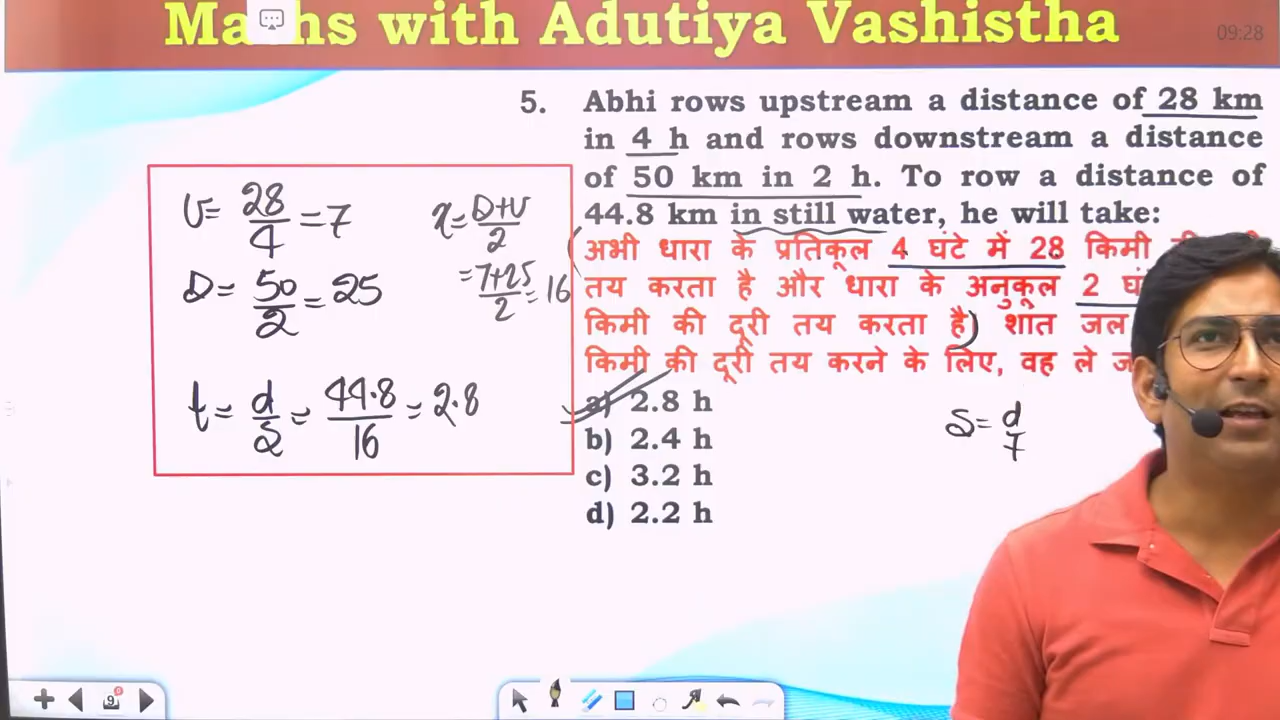 Maths with Adutiya Vashistha
09:28
5. Abhi rows upstream a distance of 28 km
in 4 h and rows downstream a distance
of 50 km in 2 h. To row a distance of
44.8 km in still water, he will take:
अभी धारा के प्रतिकूल 4 घंटे में 28 किमी
तय करता है और धारा के अनुकूल 2
किमी की दूरी तय करता है) शांत जल
किमी की दूरी तय करने के लिए, वह ले
a) 2.8 h
b) 2.4 h
c) 3.2 h
d) 2.2 h
U= 28/4 =7
x= D+U/2
D= 50/2 =25
= 7+25/2 =16
t= d/S = 44.8/16 =2.8
S= d/T
9